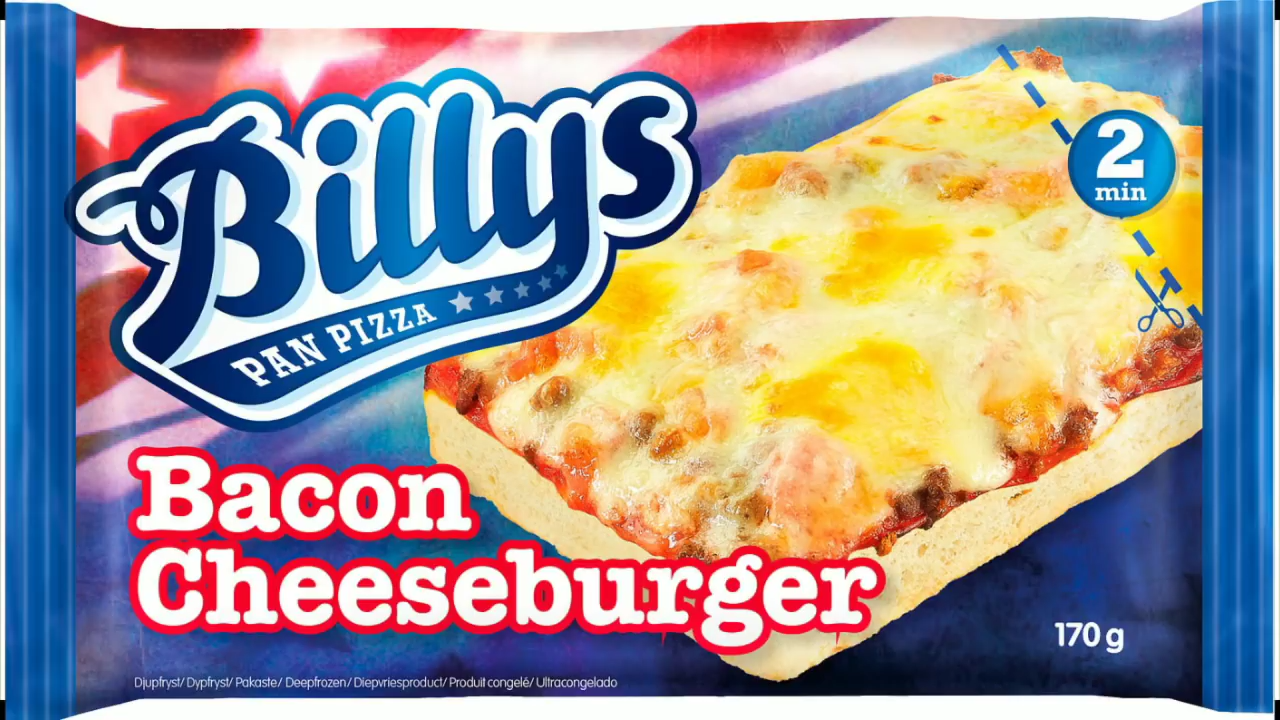 Billys
PAN PIZZA
2
min
Bacon
Cheeseburger
170 g
Djupfryst/ Dypfryst/ Pakaste/ Deepfrozen/ Diepvriesproduct/ Produit congelé/ Ultracongelado